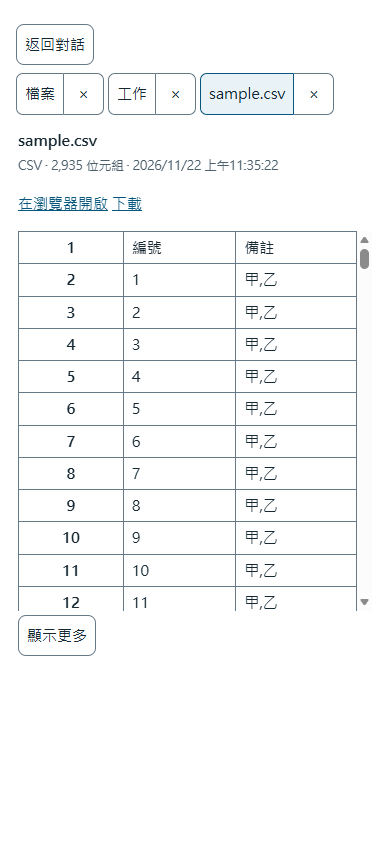 返回對話
檔案 × 工作 × sample.csv ×
sample.csv
CSV · 2,935 位元組 · 2026/11/22 上午11:35:22
在瀏覽器開啟 下載
1 編號 備註
2 1 甲,乙
3 2 甲,乙
4 3 甲,乙
5 4 甲,乙
6 5 甲,乙
7 6 甲,乙
8 7 甲,乙
9 8 甲,乙
10 9 甲,乙
11 10 甲,乙
12 11 甲,乙
顯示更多